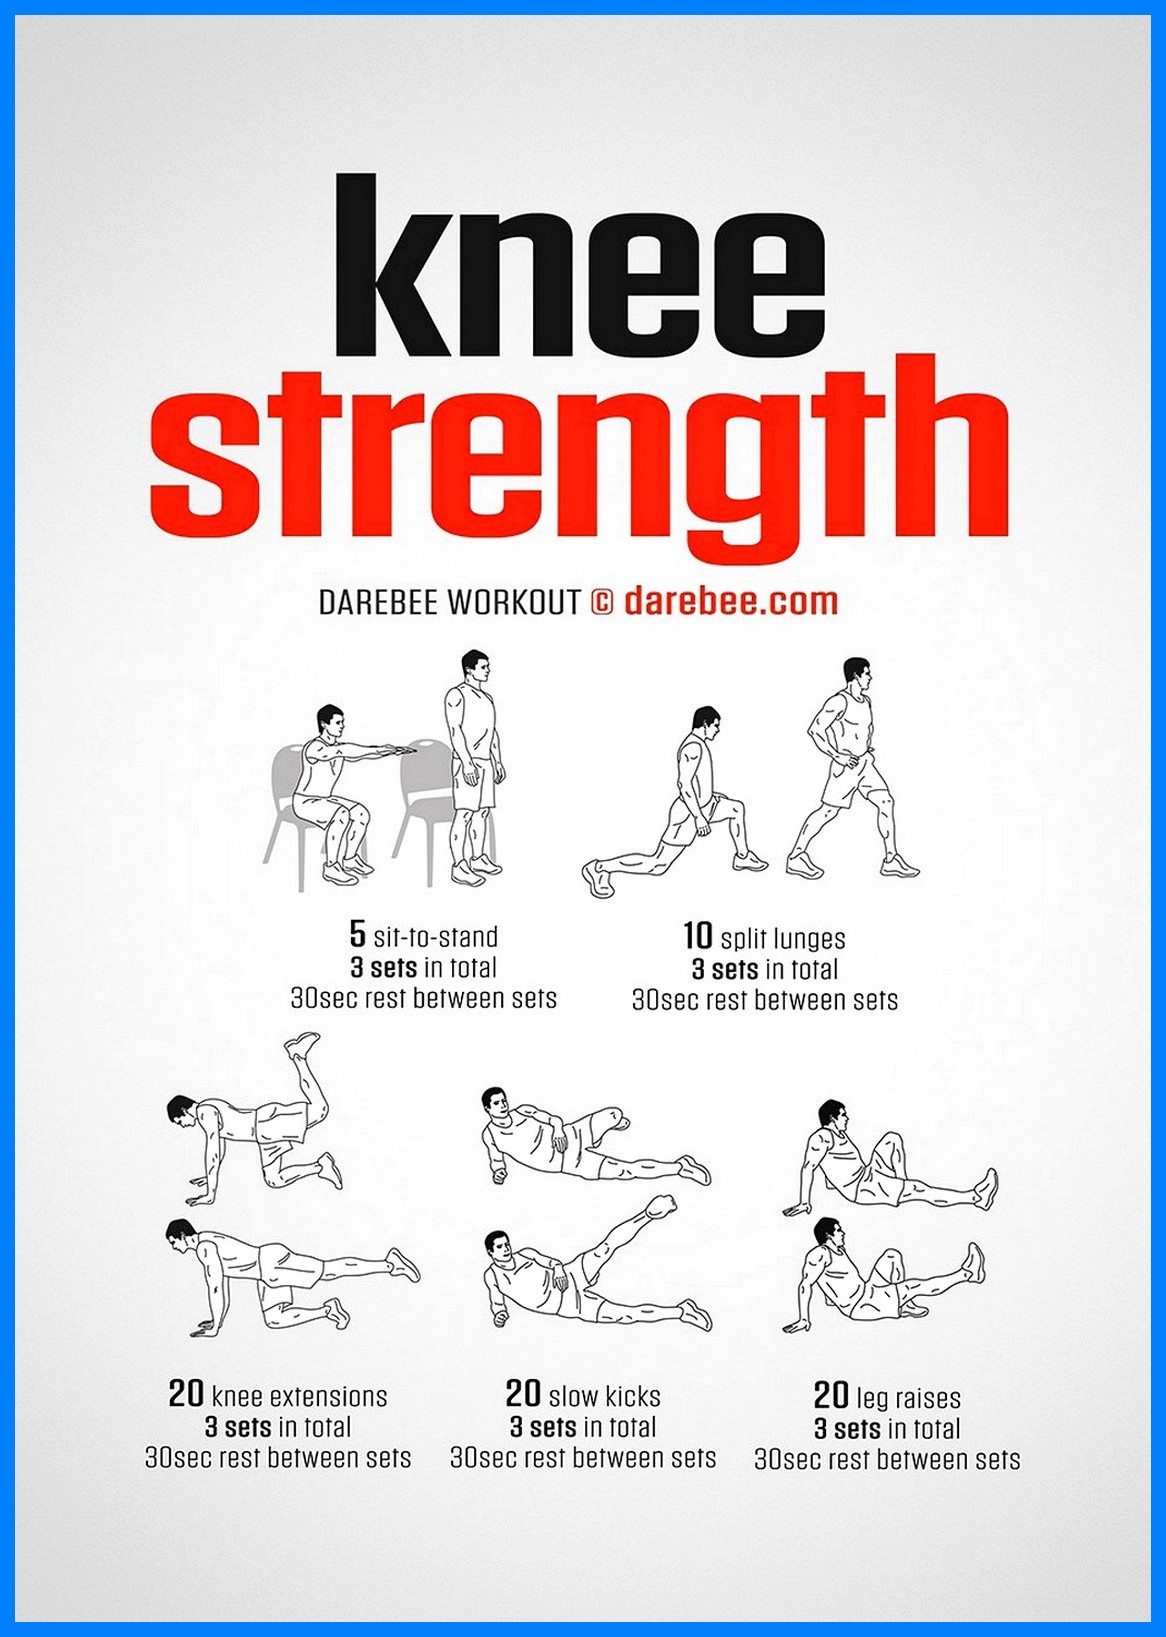 knee
strength
DAREBEE WORKOUT © darebee.com
5 sit-to-stand
3 sets in total
30sec rest between sets
10 split lunges
3 sets in total
30sec rest between sets
20 knee extensions
3 sets in total
30sec rest between sets
20 slow kicks
3 sets in total
30sec rest between sets
20 leg raises
3 sets in total
30sec rest between sets